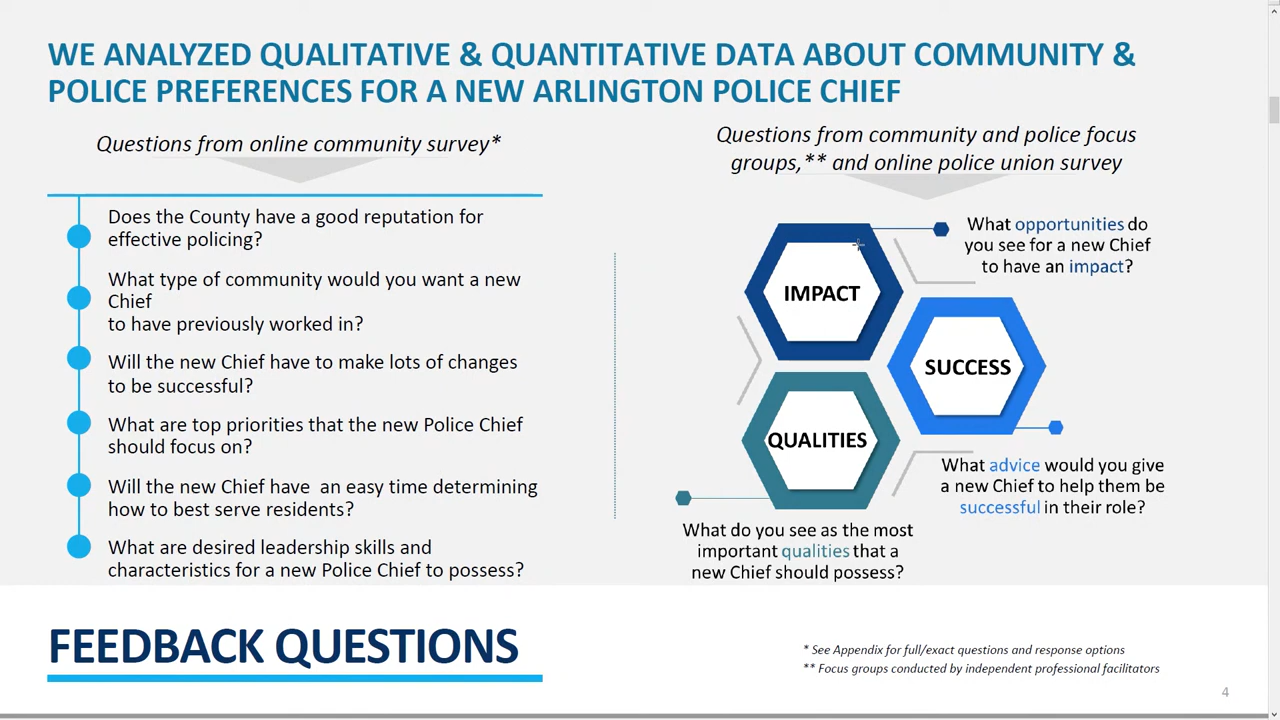 WE ANALYZED QUALITATIVE & QUANTITATIVE DATA ABOUT COMMUNITY &
POLICE PREFERENCES FOR A NEW ARLINGTON POLICE CHIEF
Questions from online community survey*
Does the County have a good reputation for
effective policing?
What type of community would you want a new
Chief
to have previously worked in?
Will the new Chief have to make lots of changes
to be successful?
What are top priorities that the new Police Chief
should focus on?
Will the new Chief have  an easy time determining
how to best serve residents?
What are desired leadership skills and
characteristics for a new Police Chief to possess?
Questions from community and police focus
groups,** and online police union survey
IMPACT
What opportunities do
you see for a new Chief
to have an impact?
SUCCESS
What advice would you give
a new Chief to help them be
successful in their role?
QUALITIES
What do you see as the most
important qualities that a
new Chief should possess?
FEEDBACK QUESTIONS
* See Appendix for full/exact questions and response options
** Focus groups conducted by independent professional facilitators
4